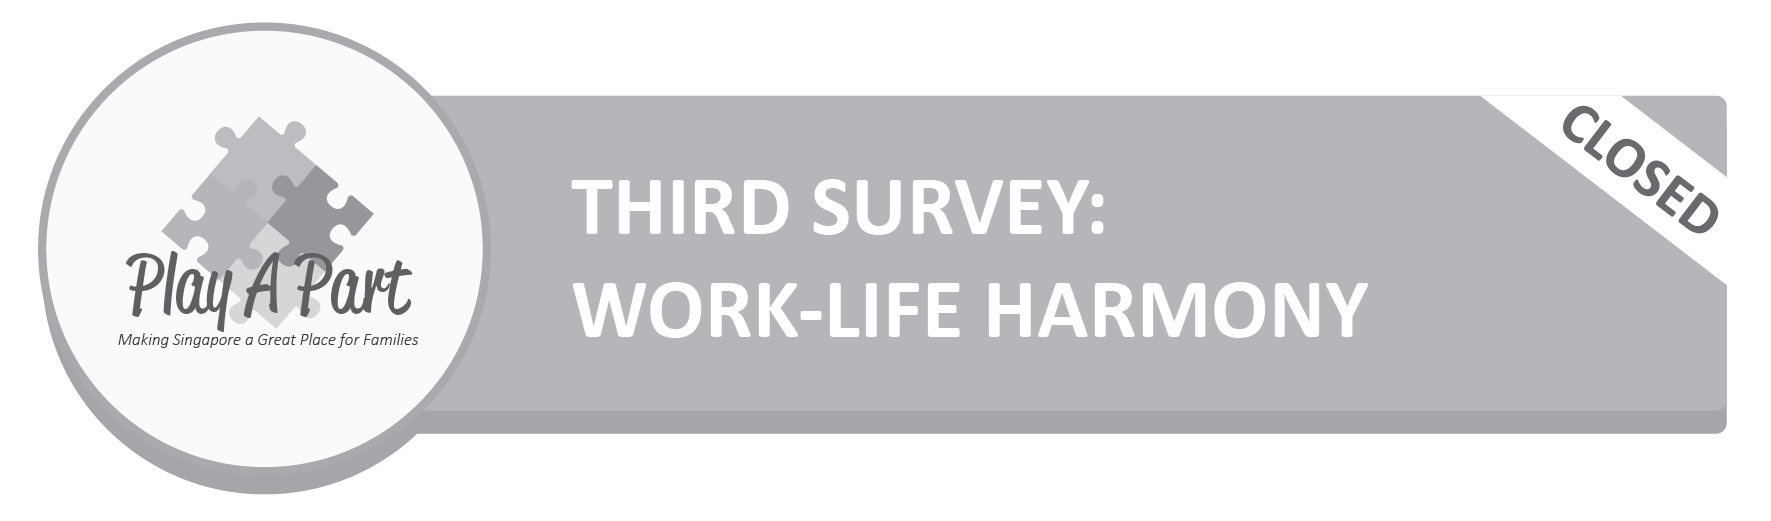 Play A Part
Making Singapore a Great Place for Families
THIRD SURVEY:
WORK-LIFE HARMONY
CLOSED